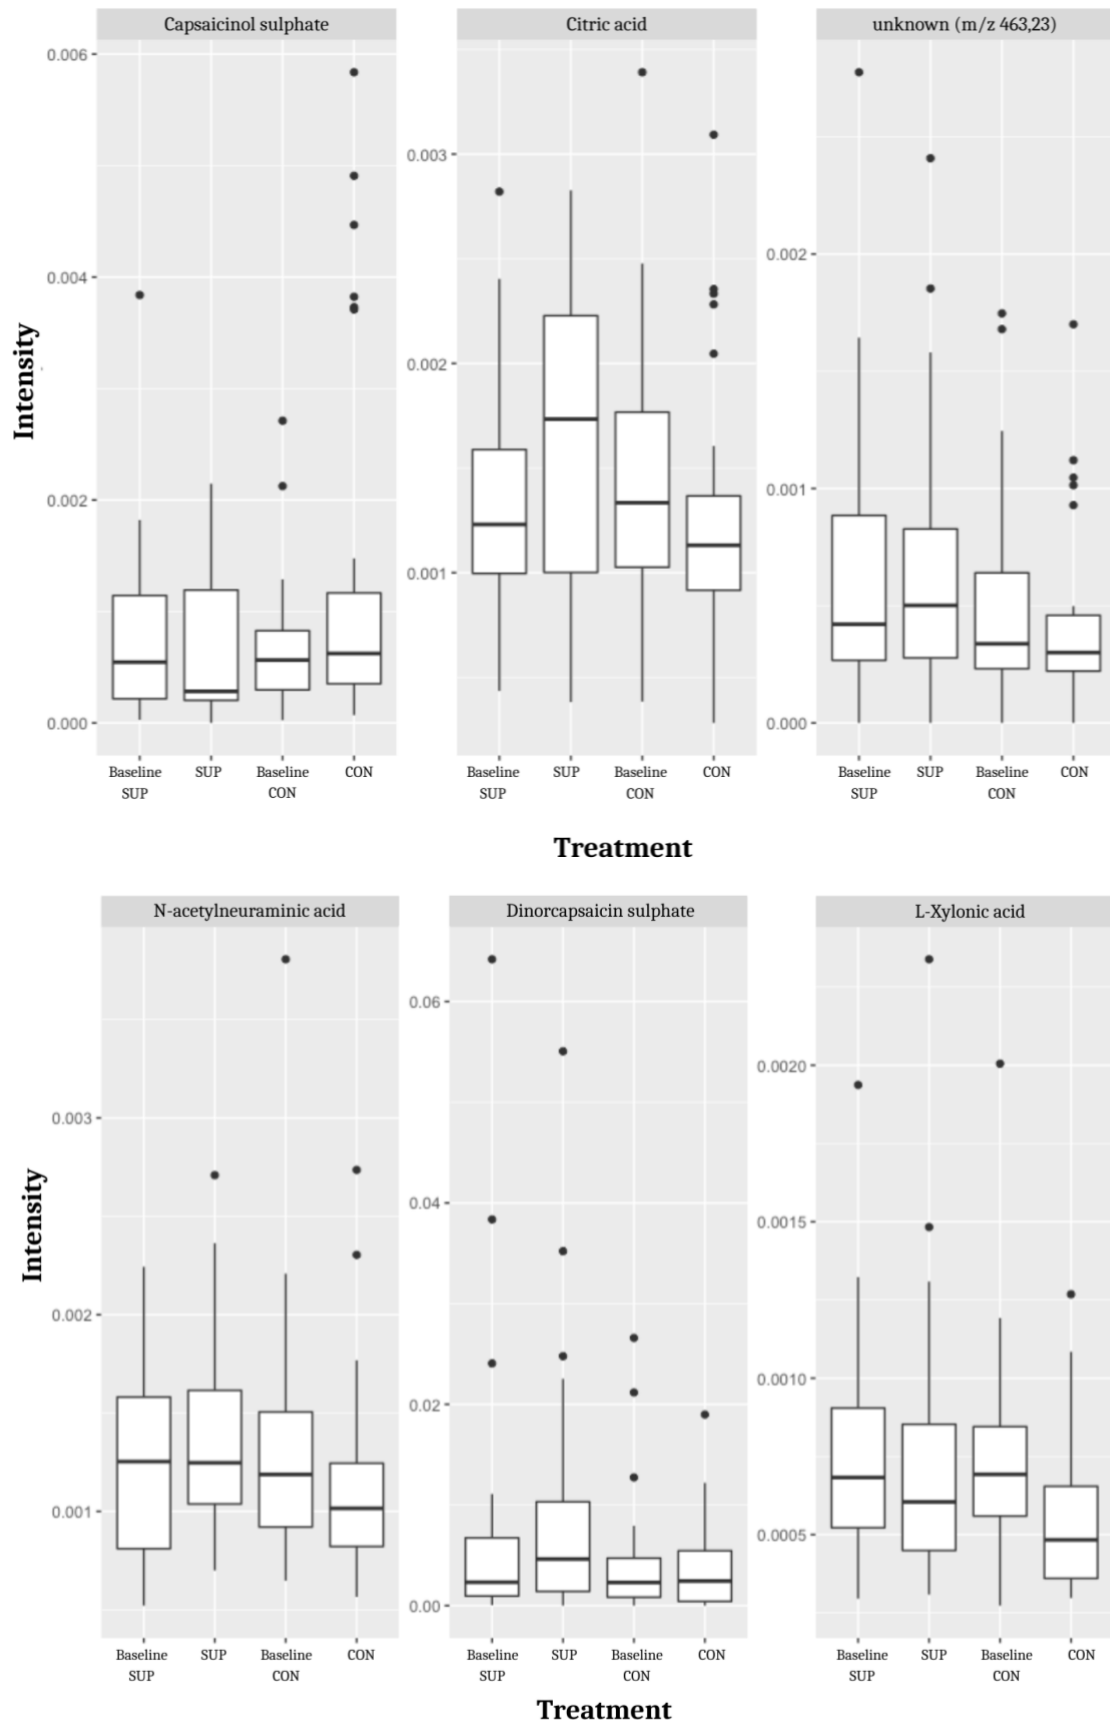 Capsaicinol sulphate
Citric acid
unknown (m/z 463,23)
Intensity
0.006
0.004
0.002
0.000
0.003
0.002
0.001
0.002
0.001
0.000
Baseline SUP
SUP
Baseline CON
CON
Baseline SUP
SUP
Baseline CON
CON
Baseline SUP
SUP
Baseline CON
CON
Treatment
N-acetylneuraminic acid
Dinorcapsaicin sulphate
L-Xylonic acid
Intensity
0.003
0.002
0.001
0.06
0.04
0.02
0.00
0.0020
0.0015
0.0010
0.0005
Baseline SUP
SUP
Baseline CON
CON
Baseline SUP
SUP
Baseline CON
CON
Baseline SUP
SUP
Baseline CON
CON
Treatment